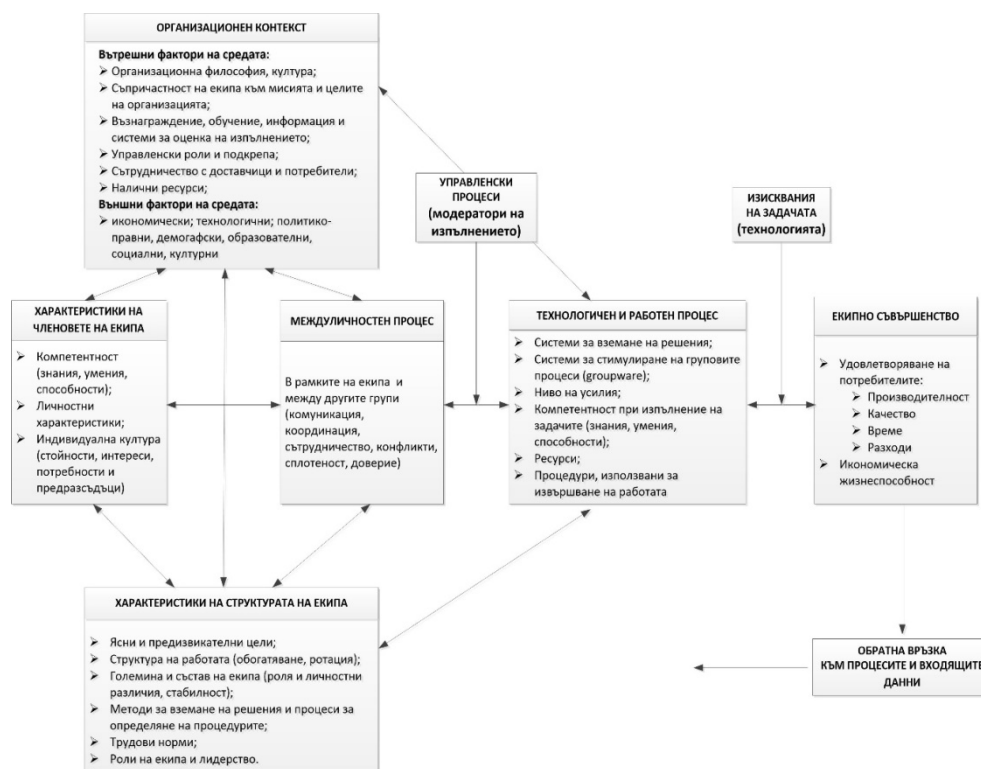 ОРГАНИЗАЦИОНЕН КОНТЕКСТ
Вътрешни фактори на средата:
➢ Организационна философия, култура;
➢ Съпричастност на екипа към мисията и целите
на организацията;
➢ Възнаграждение, обучение, информация и
системи за оценка на изпълнението;
➢ Управленски роли и подкрепа;
➢ Сътрудничество с доставчици и потребители;
➢ Налични ресурси;
Външни фактори на средата:
➢ икономически; технологични; политико-
правни, демогафски, образователни,
социални, културни
УПРАВЛЕНСКИ
ПРОЦЕСИ
(модератори на
изпълнението)
ИЗИСКВАНИЯ
НА ЗАДАЧАТА
(технологията)
ХАРАКТЕРИСТИКИ НА
ЧЛЕНОВЕТЕ НА ЕКИПА
➢ Компетентност
(знания, умения,
способности);
➢ Личностни
характеристики;
➢ Индивидуална култура
(стойности, интереси,
потребности и
предразсъдъци)
МЕЖДУЛИЧНОСТЕН ПРОЦЕС
В рамките на екипа и
между другите групи
(комуникация,
координация,
сътрудничество, конфликти,
сплотеност, доверие)
ТЕХНОЛОГИЧЕН И РАБОТЕН ПРОЦЕС
➢ Системи за вземане на решения;
➢ Системи за стимулиране на груповите
процеси (groupware);
➢ Ниво на усилия;
➢ Компетентност при изпълнение на
задачите (знания, умения,
способности);
➢ Ресурси;
➢ Процедури, използвани за
извършване на работата
ЕКИПНО СЪВЪРШЕНСТВО
➢ Удовлетворяване на
потребителите:
➢ Производителност
➢ Качество
➢ Време
➢ Разходи
➢ Икономическа
жизнеспособност
ХАРАКТЕРИСТИКИ НА СТРУКТУРАТА НА ЕКИПА
➢ Ясни и предизвикателни цели;
➢ Структура на работата (обогатяване, ротация);
➢ Големина и състав на екипа (роля и личностни
различия, стабилност);
➢ Методи за вземане на решения и процеси за
определяне на процедурите;
➢ Трудови норми;
➢ Роли на екипа и лидерство.
ОБРАТНА ВРЪЗКА
КЪМ ПРОЦЕСИТЕ И ВХОДЯЩИТЕ
ДАННИ